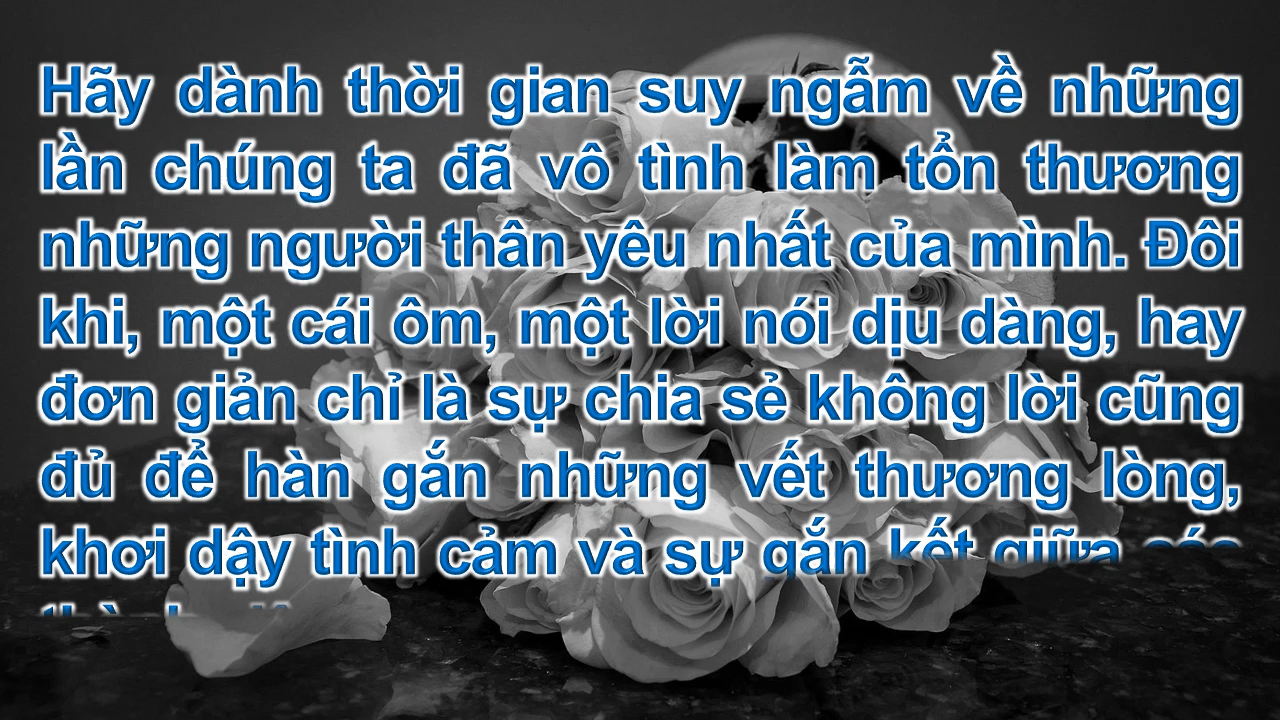 Hãy dành thời gian suy ngẫm về những
lần chúng ta đã vô tình làm tổn thương
những người thân yêu nhất của mình. Đôi
khi, một cái ôm, một lời nói dịu dàng, hay
đơn giản chỉ là sự chia sẻ không lời cũng
đủ để hàn gắn những vết thương lòng,
khơi dậy tình cảm và sự gắn kết giữa